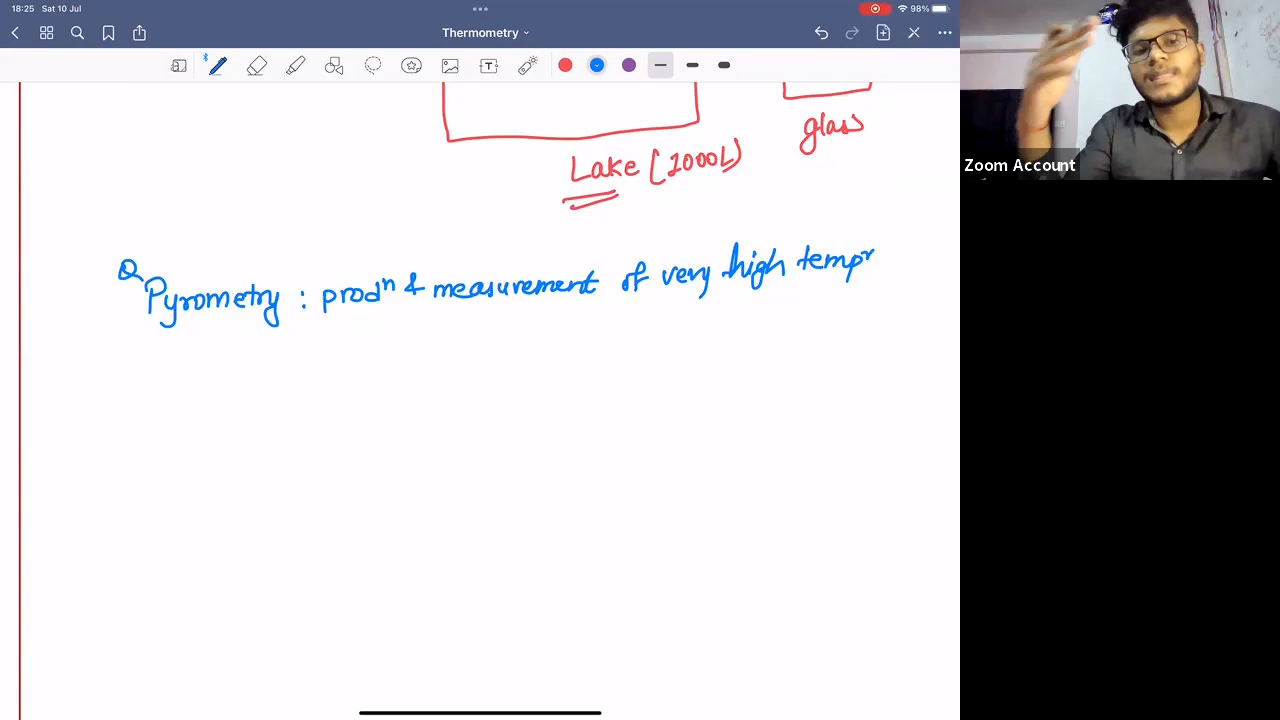 18:25 Sat 10 Jul
98%
Thermometry
T
Zoom Account
glass
Lake (1000L)
Q
Pyrometry : prodⁿ & measurement of very high tempʳ